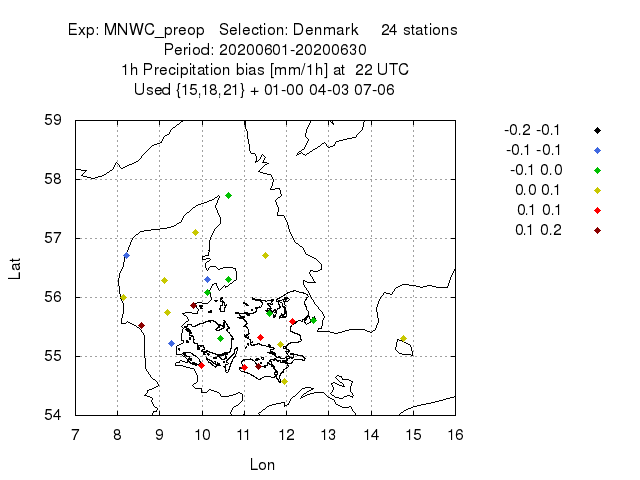 Exp: MNWC_preop   Selection: Denmark     24 stations
Period: 20200601-20200630
1h Precipitation bias [mm/1h] at  22 UTC
Used {15,18,21} + 01-00 04-03 07-06
-0.2 -0.1
-0.1 -0.1
-0.1 0.0
0.0 0.1
0.1 0.1
0.1 0.2
59
58
57
56
55
54
Lat
7 8 9 10 11 12 13 14 15 16
Lon